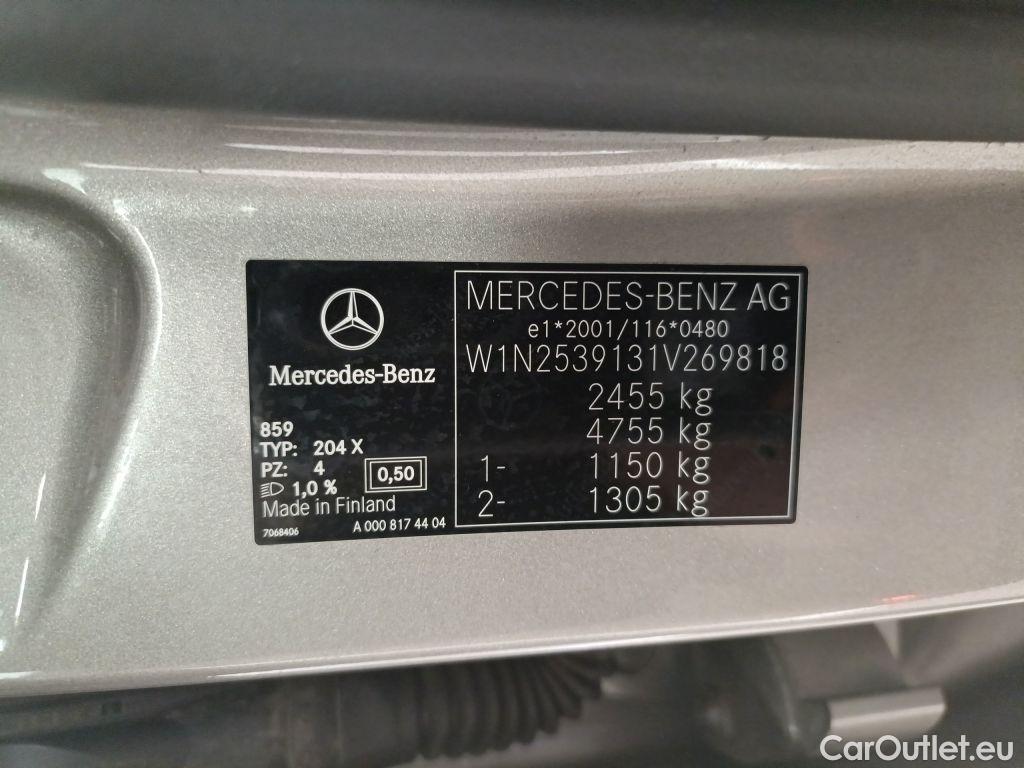 Mercedes-Benz
859
TYP: 204 X
PZ: 4
0,50
1,0 %
Made in Finland
7068406
A 000 817 44 04
MERCEDES-BENZ AG
e1*2001/116*0480
W1N2539131V269818
2455 kg
4755 kg
1- 1150 kg
2- 1305 kg
CarOutlet.eu